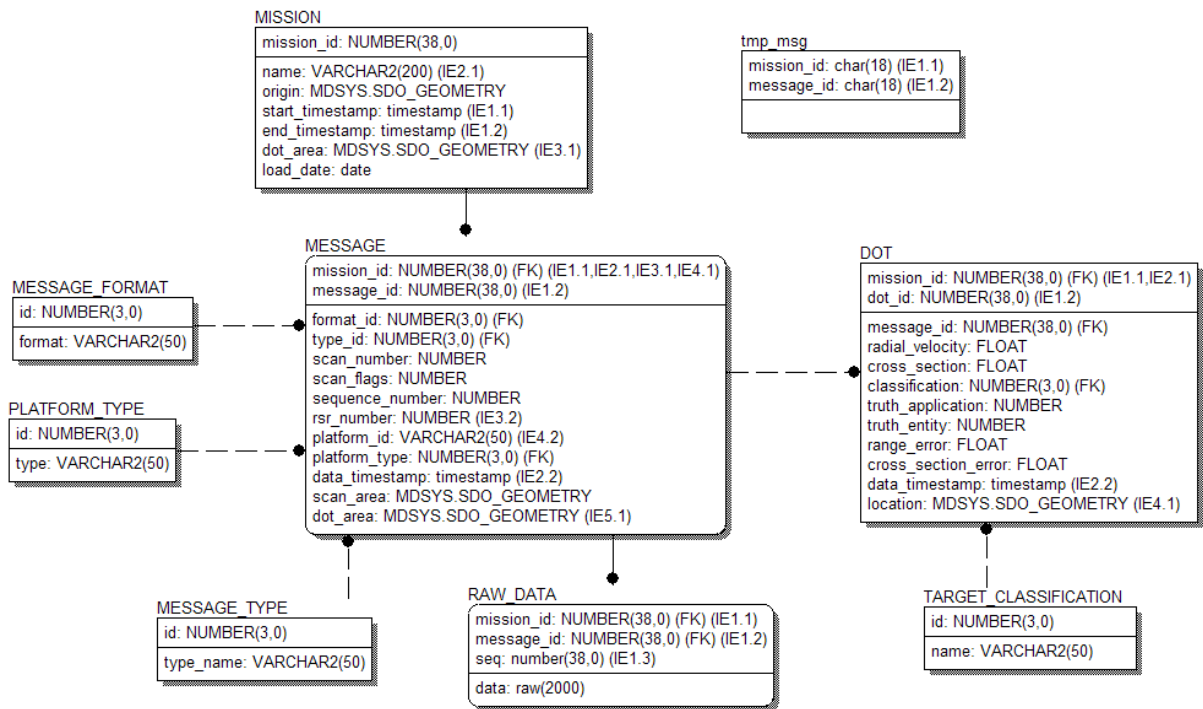 MISSION
mission_id: NUMBER(38,0)
name: VARCHAR2(200) (IE2.1)
origin: MDSYS.SDO_GEOMETRY
start_timestamp: timestamp (IE1.1)
end_timestamp: timestamp (IE1.2)
dot_area: MDSYS.SDO_GEOMETRY (IE3.1)
load_date: date
tmp_msg
mission_id: char(18) (IE1.1)
message_id: char(18) (IE1.2)
MESSAGE
mission_id: NUMBER(38,0) (FK) (IE1.1,IE2.1,IE3.1,IE4.1)
message_id: NUMBER(38,0) (IE1.2)
format_id: NUMBER(3,0) (FK)
type_id: NUMBER(3,0) (FK)
scan_number: NUMBER
scan_flags: NUMBER
sequence_number: NUMBER
rsr_number: NUMBER (IE3.2)
platform_id: VARCHAR2(50) (IE4.2)
platform_type: NUMBER(3,0) (FK)
data_timestamp: timestamp (IE2.2)
scan_area: MDSYS.SDO_GEOMETRY
dot_area: MDSYS.SDO_GEOMETRY (IE5.1)
DOT
mission_id: NUMBER(38,0) (FK) (IE1.1,IE2.1)
dot_id: NUMBER(38,0) (IE1.2)
message_id: NUMBER(38,0) (FK)
radial_velocity: FLOAT
cross_section: FLOAT
classification: NUMBER(3,0) (FK)
truth_application: NUMBER
truth_entity: NUMBER
range_error: FLOAT
cross_section_error: FLOAT
data_timestamp: timestamp (IE2.2)
location: MDSYS.SDO_GEOMETRY (IE4.1)
MESSAGE_FORMAT
id: NUMBER(3,0)
format: VARCHAR2(50)
PLATFORM_TYPE
id: NUMBER(3,0)
type: VARCHAR2(50)
MESSAGE_TYPE
id: NUMBER(3,0)
type_name: VARCHAR2(50)
RAW_DATA
mission_id: NUMBER(38,0) (FK) (IE1.1)
message_id: NUMBER(38,0) (FK) (IE1.2)
seq: number(38,0) (IE1.3)
data: raw(2000)
TARGET_CLASSIFICATION
id: NUMBER(3,0)
name: VARCHAR2(50)